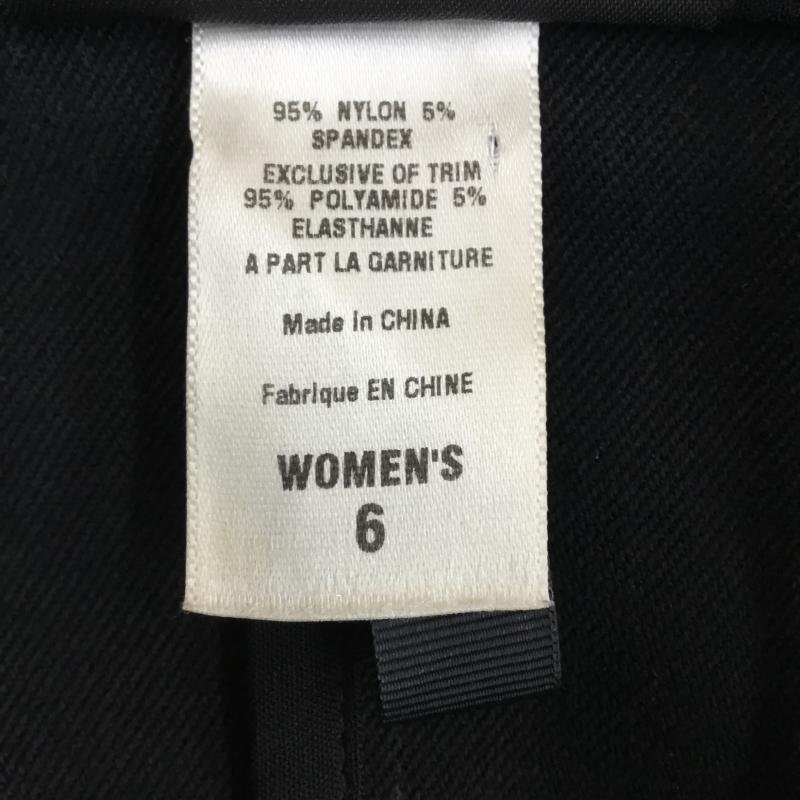 95% NYLON 5%
SPANDEX
EXCLUSIVE OF TRIM
95% POLYAMIDE 5%
ELASTHANNE
A PART LA GARNITURE
Made in CHINA
Fabrique EN CHINE
WOMEN'S
6